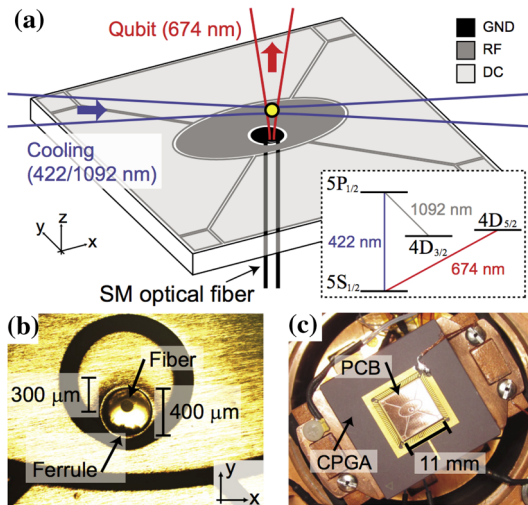 (a)
Qubit (674 nm)
GND
RF
DC
Cooling
(422/1092 nm)
z
y
x
SM optical fiber
5P1/2
1092 nm
4D5/2
422 nm
4D3/2
674 nm
5S1/2
(b)
Fiber
300 μm
400 μm
Ferrule
y
x
(c)
PCB
CPGA
11 mm